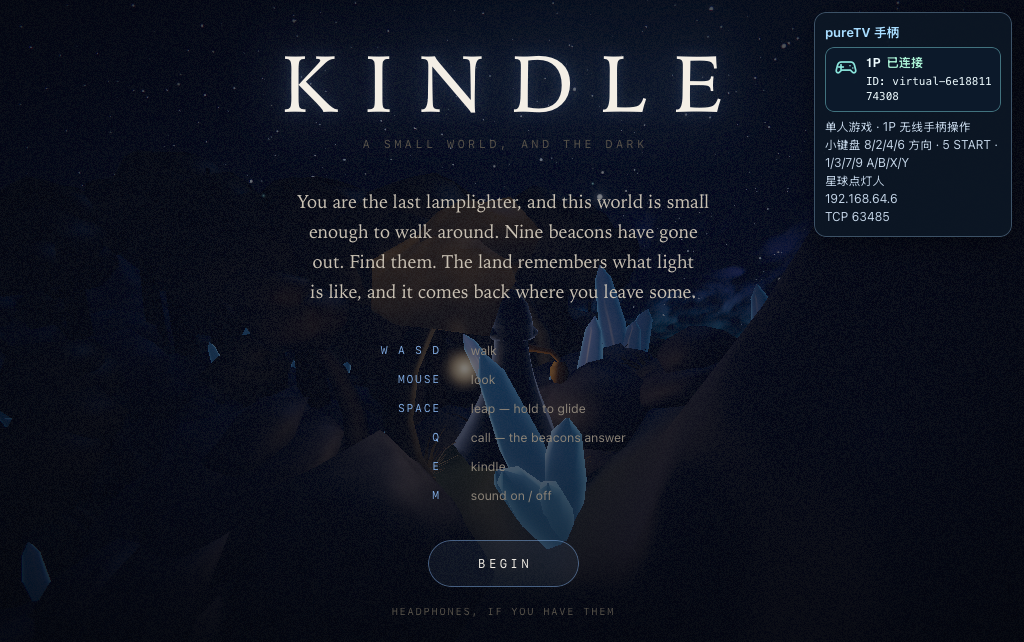 KINDLE
A SMALL WORLD, AND THE DARK
You are the last lamplighter, and this world is small
enough to walk around. Nine beacons have gone
out. Find them. The land remembers what light
is like, and it comes back where you leave some.
W A S D walk
MOUSE look
SPACE leap — hold to glide
Q call — the beacons answer
E kindle
M sound on / off
BEGIN
HEADPHONES, IF YOU HAVE THEM
pureTV 手柄
1P 已连接
ID: virtual-6e18811
74308
单人游戏 · 1P 无线手柄操作
小键盘 8/2/4/6 方向 · 5 START ·
1/3/7/9 A/B/X/Y
星球点灯人
192.168.64.6
TCP 63485